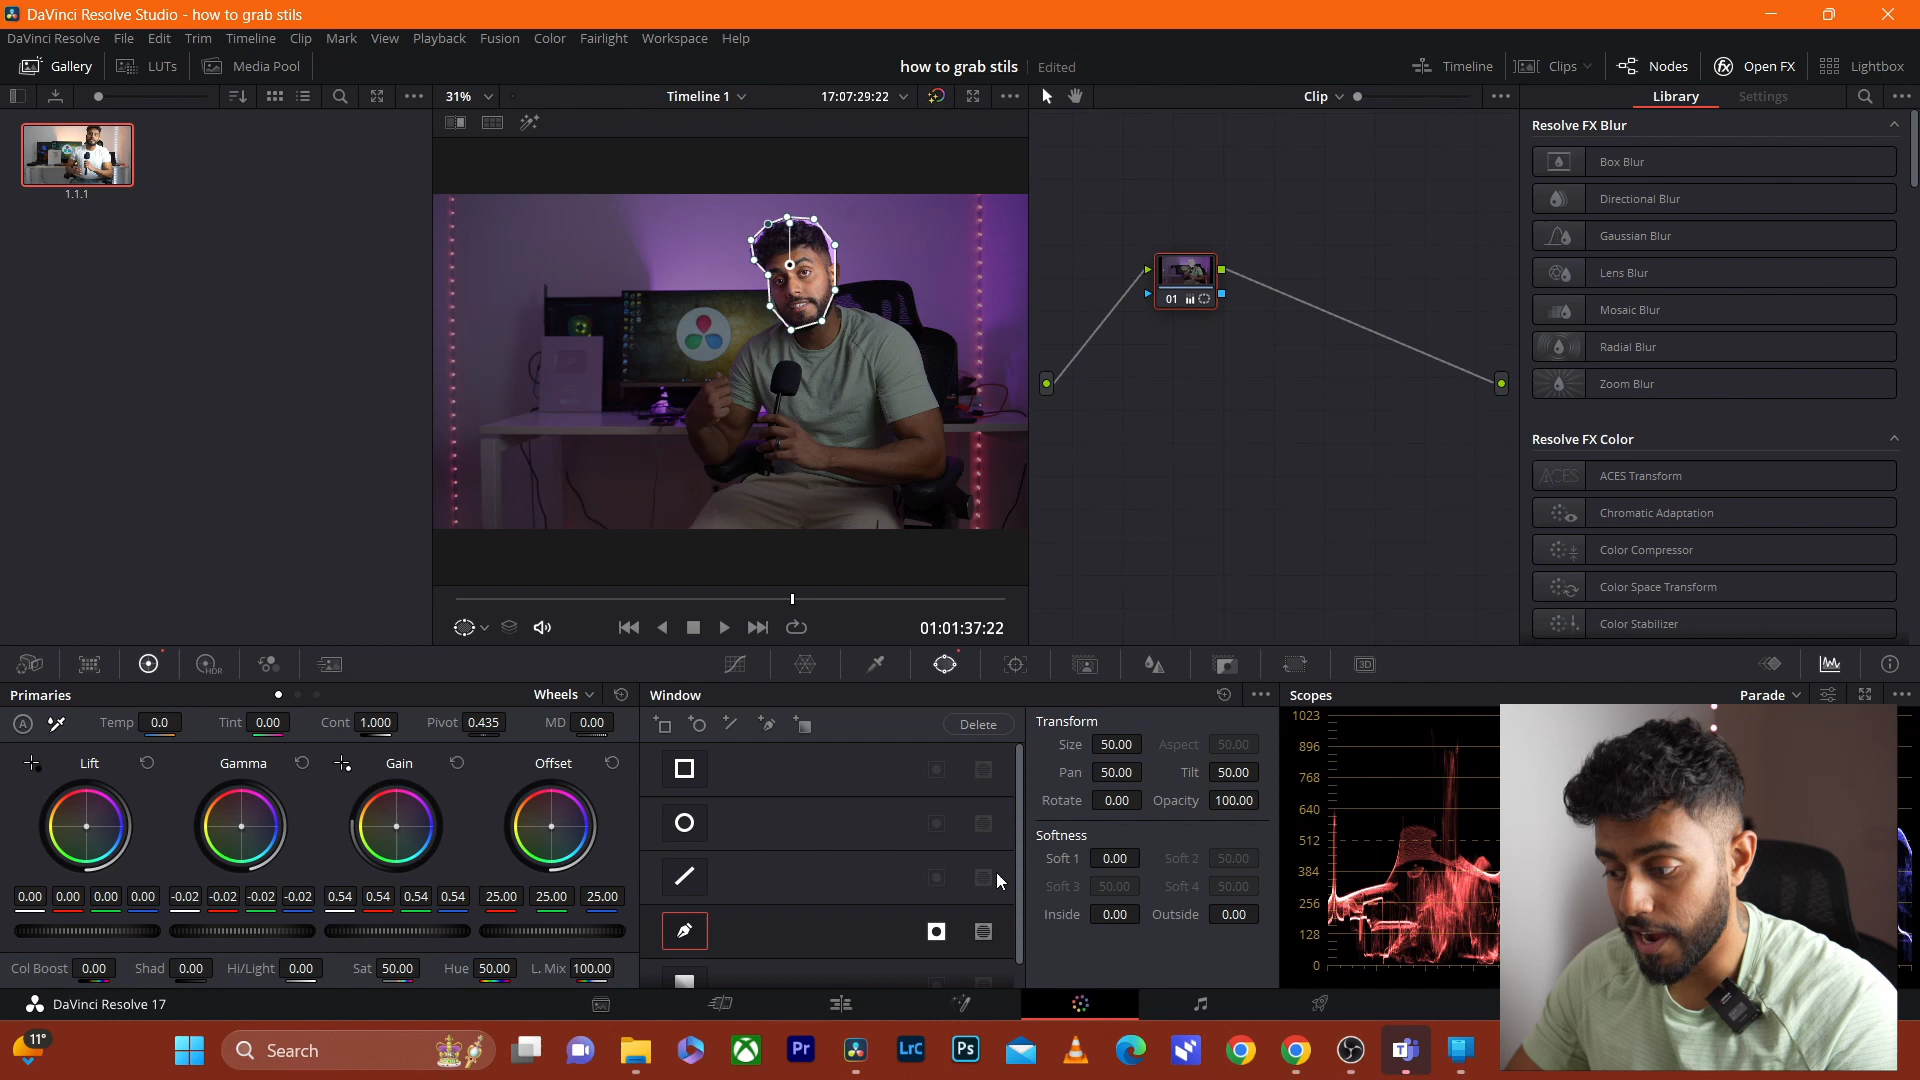 DaVinci Resolve Studio - how to grab stils
DaVinci Resolve File Edit Trim Timeline Clip Mark View Playback Fusion Color Fairlight Workspace Help
Gallery LUTs Media Pool how to grab stils Edited Timeline Clips Nodes fx Open FX Lightbox
31% Timeline 1 17:07:29:22 Clip Library Settings
Resolve FX Blur
Box Blur
1.1.1
Directional Blur
Gaussian Blur
Lens Blur
01
Mosaic Blur
Radial Blur
Zoom Blur
Resolve FX Color
ACES ACES Transform
Chromatic Adaptation
Color Compressor
Color Space Transform
Color Stabilizer
01:01:37:22
HDR 3D
Primaries Wheels Window Scopes Parade
A Temp 0.0 Tint 0.00 Cont 1.000 Pivot 0.435 MD 0.00 Delete
Transform
Size 50.00 Aspect 50.00
Pan 50.00 Tilt 50.00
Rotate 0.00 Opacity 100.00
Softness
Soft 1 0.00 Soft 2 50.00
Soft 3 50.00 Soft 4 50.00
Inside 0.00 Outside 0.00
Lift Gamma Gain Offset
0.00 0.00 0.00 0.00 -0.02 -0.02 -0.02 -0.02 0.54 0.54 0.54 0.54 25.00 25.00 25.00
Col Boost 0.00 Shad 0.00 Hi/Light 0.00 Sat 50.00 Hue 50.00 L. Mix 100.00
1023
896
768
640
512
384
256
128
0
DaVinci Resolve 17
11°
Search
Pr
LrC
Ps
T